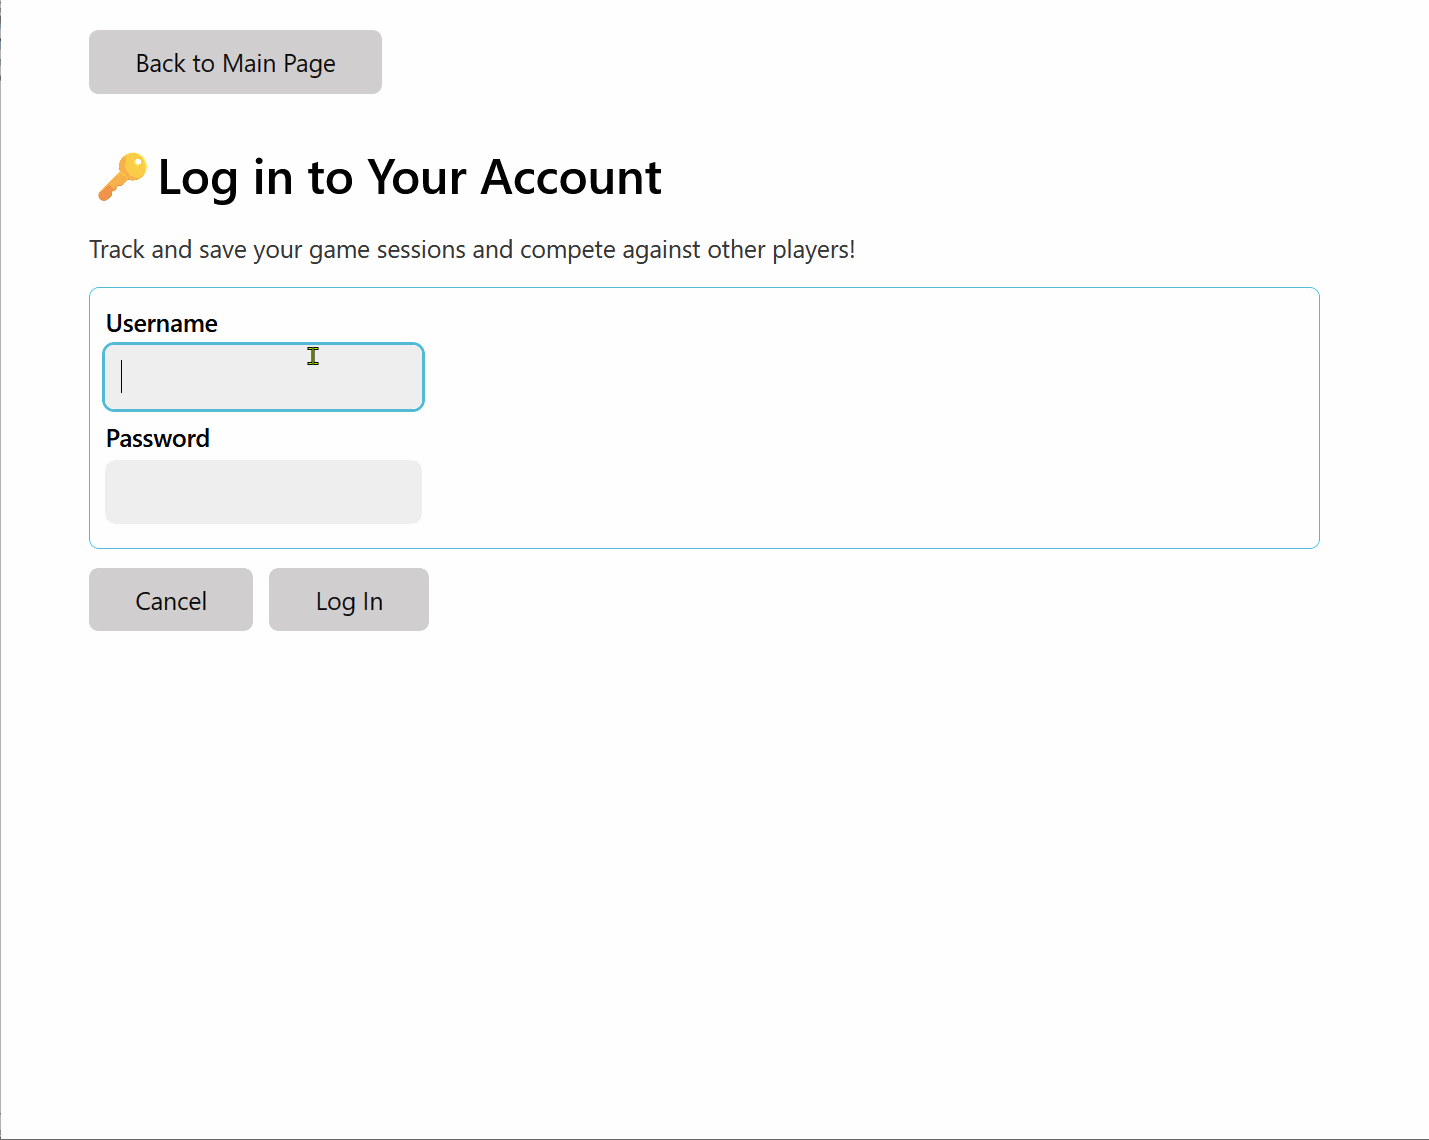 Back to Main Page
Log in to Your Account
Track and save your game sessions and compete against other players!
Username
Password
Cancel
Log In